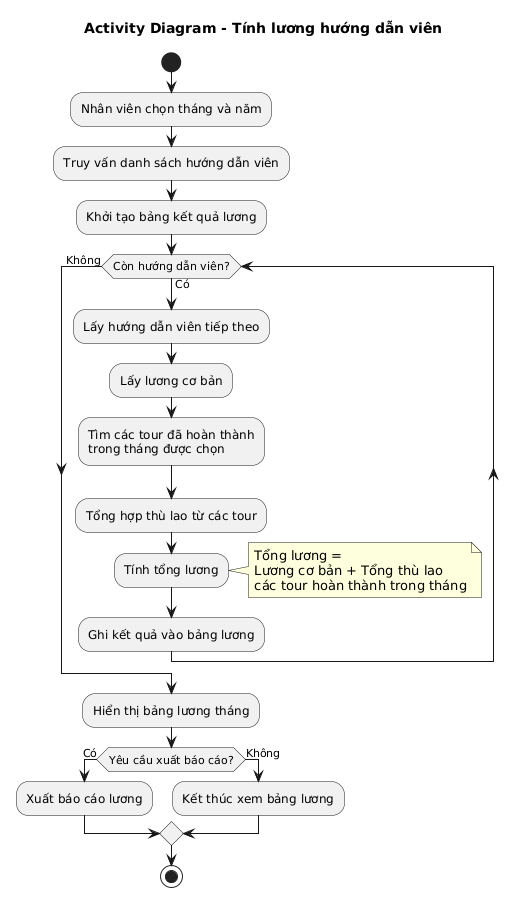 Activity Diagram - Tính lương hướng dẫn viên
Nhân viên chọn tháng và năm
Truy vấn danh sách hướng dẫn viên
Khởi tạo bảng kết quả lương
Không
Còn hướng dẫn viên?
Có
Lấy hướng dẫn viên tiếp theo
Lấy lương cơ bản
Tìm các tour đã hoàn thành
trong tháng được chọn
Tổng hợp thù lao từ các tour
Tính tổng lương
Tổng lương =
Lương cơ bản + Tổng thù lao
các tour hoàn thành trong tháng
Ghi kết quả vào bảng lương
Hiển thị bảng lương tháng
Có
Yêu cầu xuất báo cáo?
Không
Xuất báo cáo lương
Kết thúc xem bảng lương